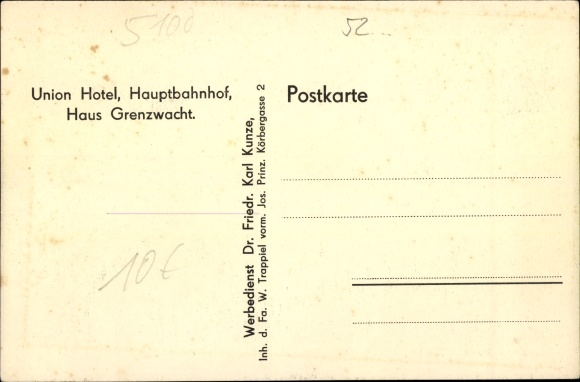 5100
52...
Union Hotel, Hauptbahnhof,
Haus Grenzwacht.
Postkarte
Werbedienst Dr. Friedr. Karl Kunze,
Inh. d. Fa. W. Trappiel vorm. Jos. Prinz. Körbergasse 2
10€